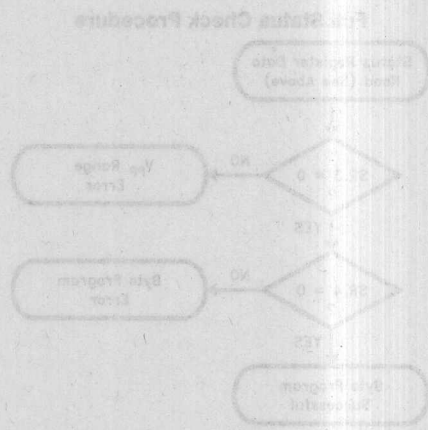 Full Status Check Procedure
Status Register Data
Read (See Above)
SR.3 = 0
NO
V_PP Range
Error
YES
SR.4 = 0
NO
Byte Program
Error
YES
Byte Program
Successful